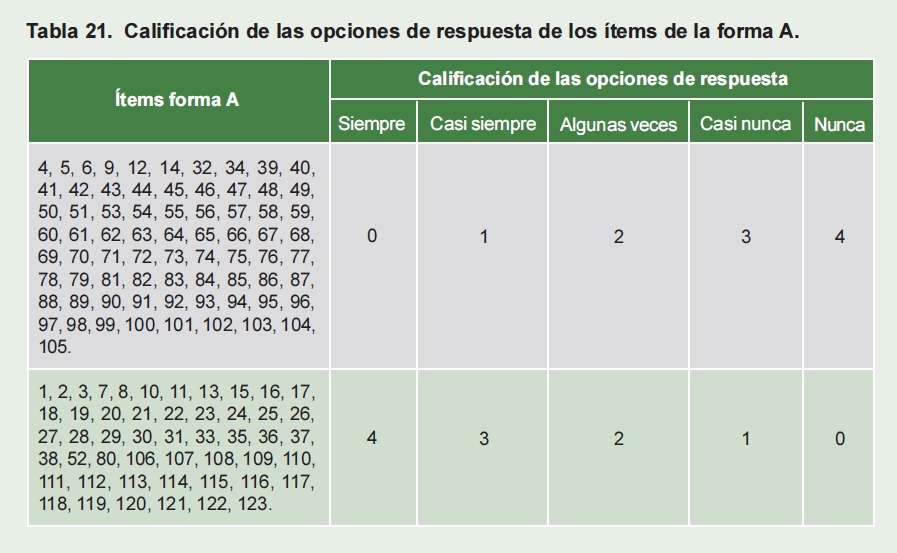 Tabla 21. Calificación de las opciones de respuesta de los ítems de la forma A.
Ítems forma A
Calificación de las opciones de respuesta
Siempre Casi siempre Algunas veces Casi nunca Nunca
4, 5, 6, 9, 12, 14, 32, 34, 39, 40,
41, 42, 43, 44, 45, 46, 47, 48, 49,
50, 51, 53, 54, 55, 56, 57, 58, 59,
60, 61, 62, 63, 64, 65, 66, 67, 68,
69, 70, 71, 72, 73, 74, 75, 76, 77,
78, 79, 81, 82, 83, 84, 85, 86, 87,
88, 89, 90, 91, 92, 93, 94, 95, 96,
97, 98, 99, 100, 101, 102, 103, 104,
105.
0 1 2 3 4
1, 2, 3, 7, 8, 10, 11, 13, 15, 16, 17,
18, 19, 20, 21, 22, 23, 24, 25, 26,
27, 28, 29, 30, 31, 33, 35, 36, 37,
38, 52, 80, 106, 107, 108, 109, 110,
111, 112, 113, 114, 115, 116, 117,
118, 119, 120, 121, 122, 123.
4 3 2 1 0